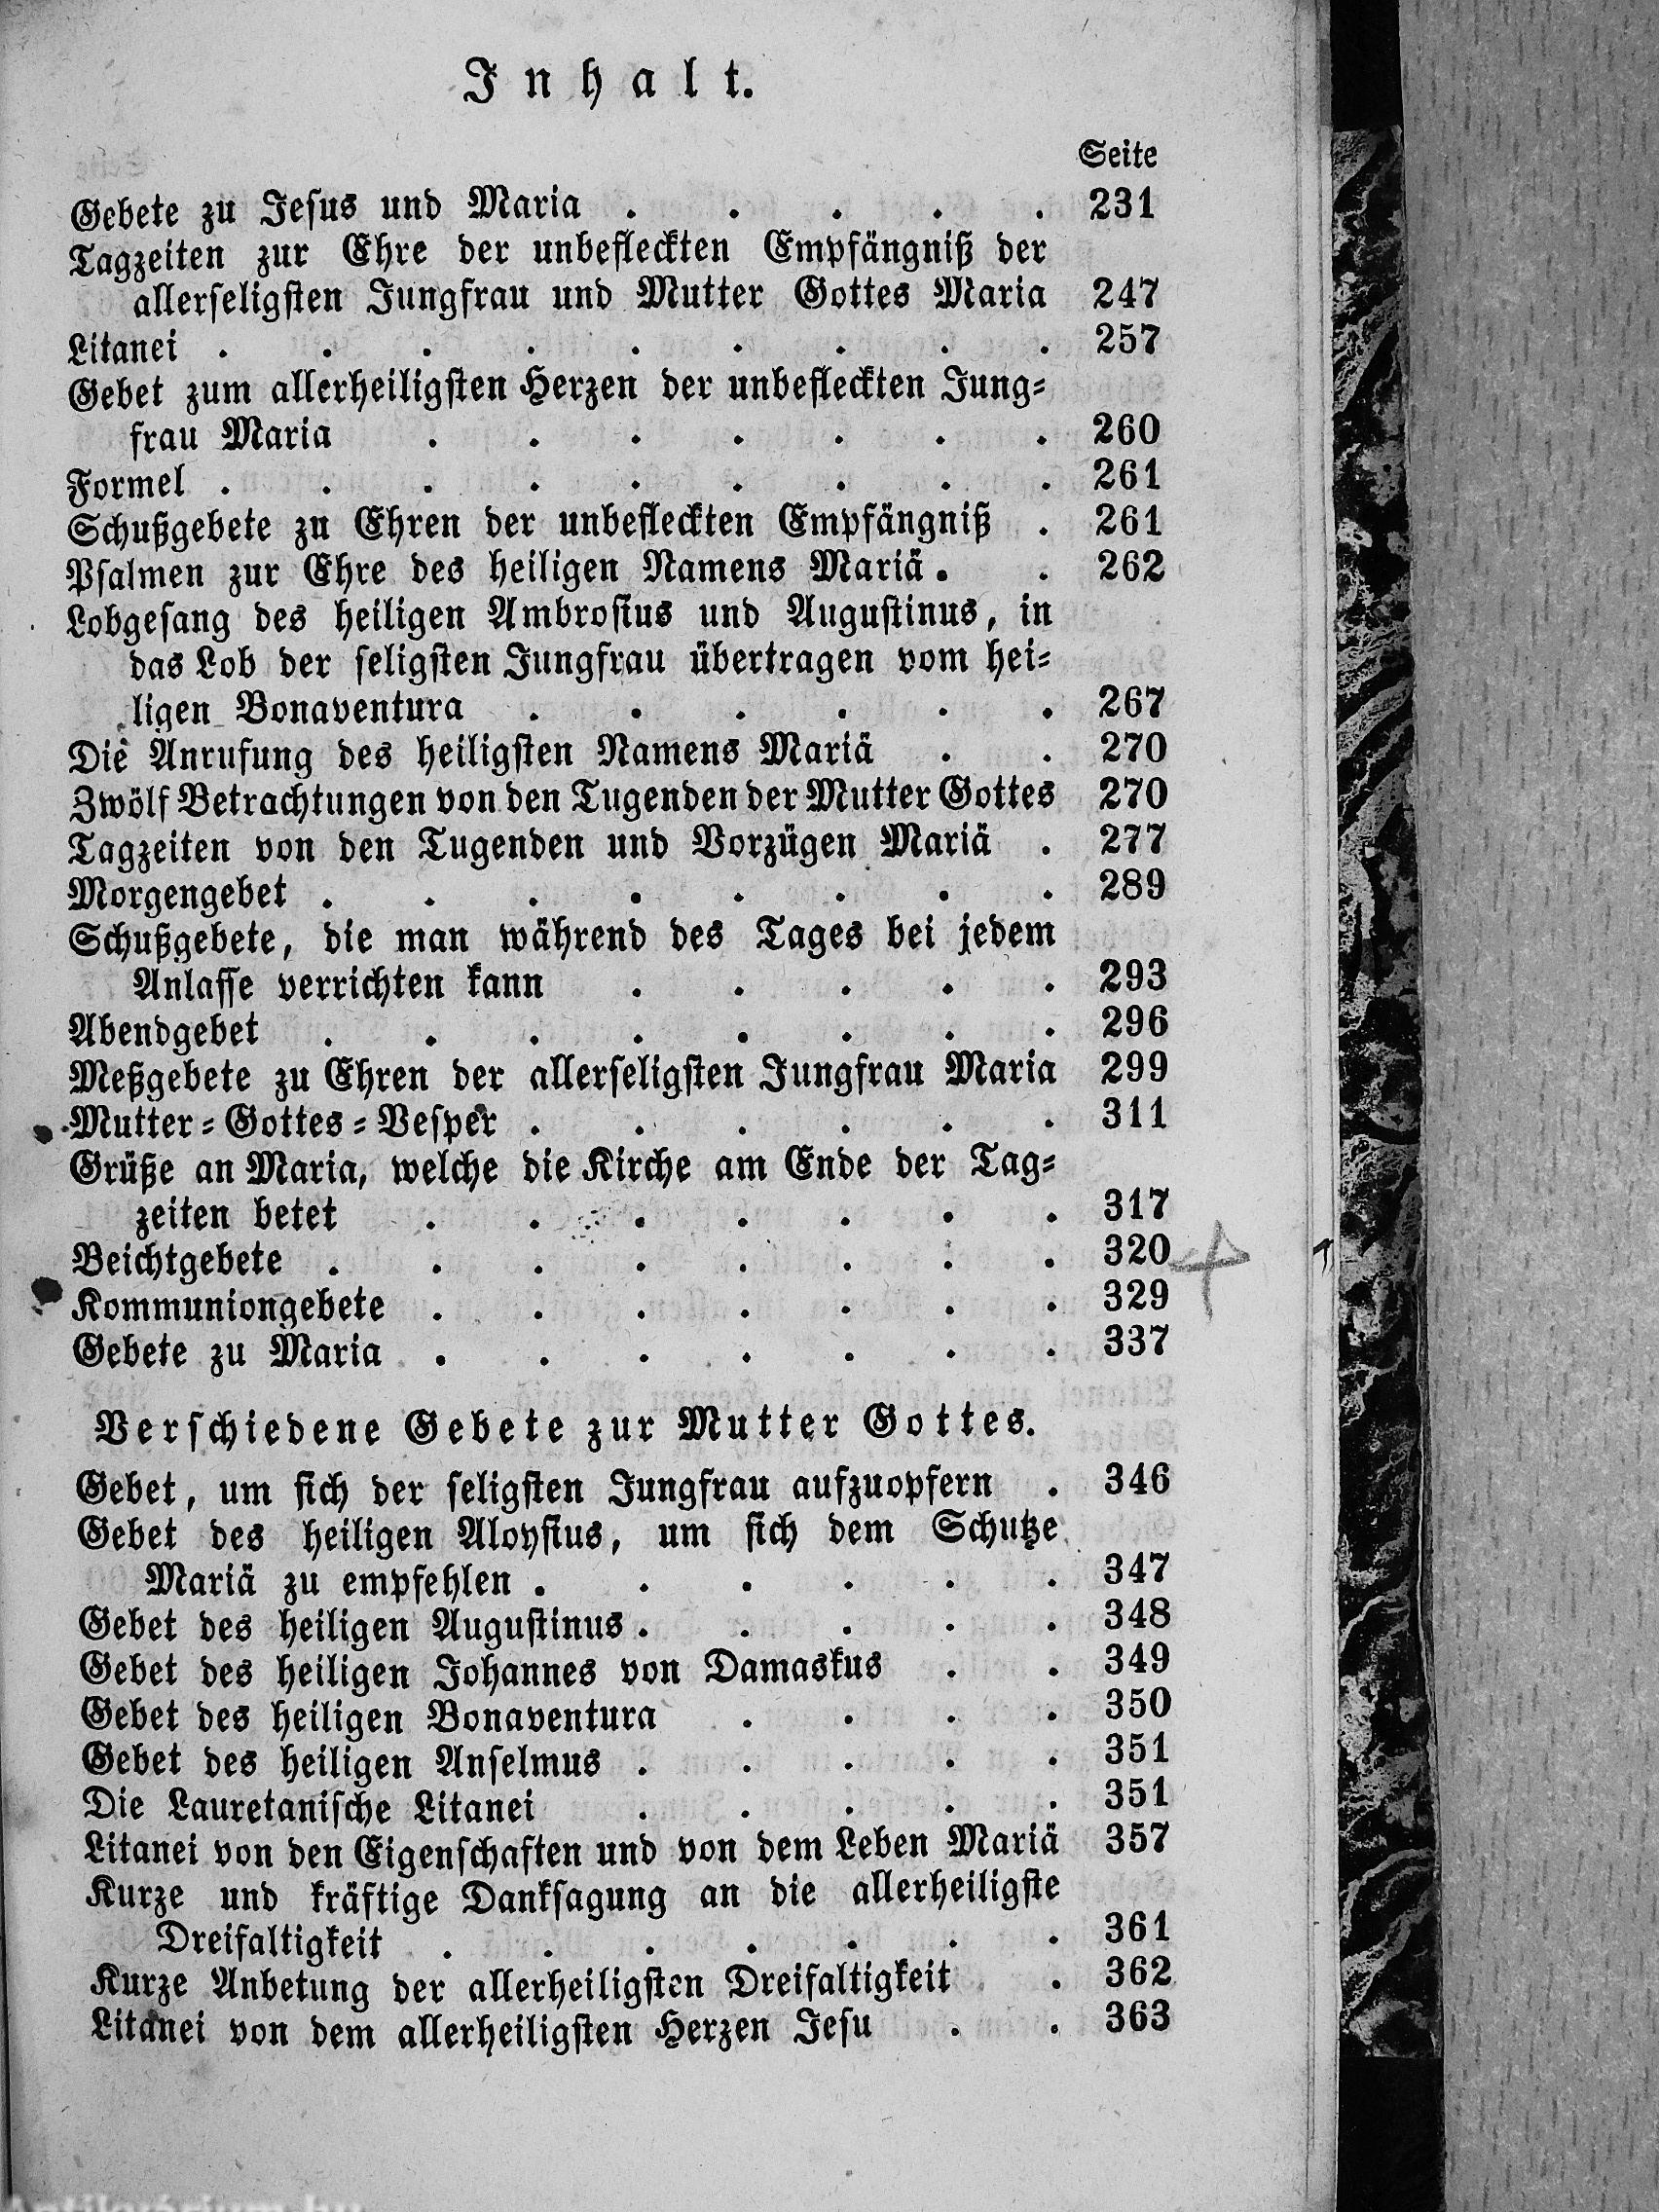 Inhalt.
Seite
Gebete zu Jesus und Maria . . . . . 231
Tagzeiten zur Ehre der unbefleckten Empfängniß der
allerseligsten Jungfrau und Mutter Gottes Maria 247
Litanei . . . . . . . . . 257
Gebet zum allerheiligsten Herzen der unbefleckten Jung-
frau Maria . . . . . . . 260
Formel . . . . . . . . . 261
Schußgebete zu Ehren der unbefleckten Empfängniß . 261
Psalmen zur Ehre des heiligen Namens Mariä . . 262
Lobgesang des heiligen Ambrosius und Augustinus, in
das Lob der seligsten Jungfrau übertragen vom hei-
ligen Bonaventura . . . . . . 267
Die Anrufung des heiligsten Namens Mariä . . 270
Zwölf Betrachtungen von den Tugenden der Mutter Gottes 270
Tagzeiten von den Tugenden und Vorzügen Mariä . 277
Morgengebet . . . . . . . . 289
Schußgebete, die man während des Tages bei jedem
Anlasse verrichten kann . . . . . 293
Abendgebet . . . . . . . . 296
Meßgebete zu Ehren der allerseligsten Jungfrau Maria 299
Mutter-Gottes-Vesper . . . . . . 311
Grüße an Maria, welche die Kirche am Ende der Tag-
zeiten betet . . . . . . . 317
Beichtgebete . . . . . . . . 320
Kommuniongebete . . . . . . . 329
Gebete zu Maria . . . . . . . 337
Verschiedene Gebete zur Mutter Gottes.
Gebet, um sich der seligsten Jungfrau aufzuopfern . 346
Gebet des heiligen Aloysius, um sich dem Schutze
Mariä zu empfehlen . . . . . . 347
Gebet des heiligen Augustinus . . . . . 348
Gebet des heiligen Johannes von Damaskus . . 349
Gebet des heiligen Bonaventura . . . . 350
Gebet des heiligen Anselmus . . . . . 351
Die Lauretanische Litanei . . . . . 351
Litanei von den Eigenschaften und von dem Leben Mariä 357
Kurze und kräftige Danksagung an die allerheiligste
Dreifaltigkeit . . . . . . . 361
Kurze Anbetung der allerheiligsten Dreifaltigkeit . 362
Litanei von dem allerheiligsten Herzen Jesu . . 363